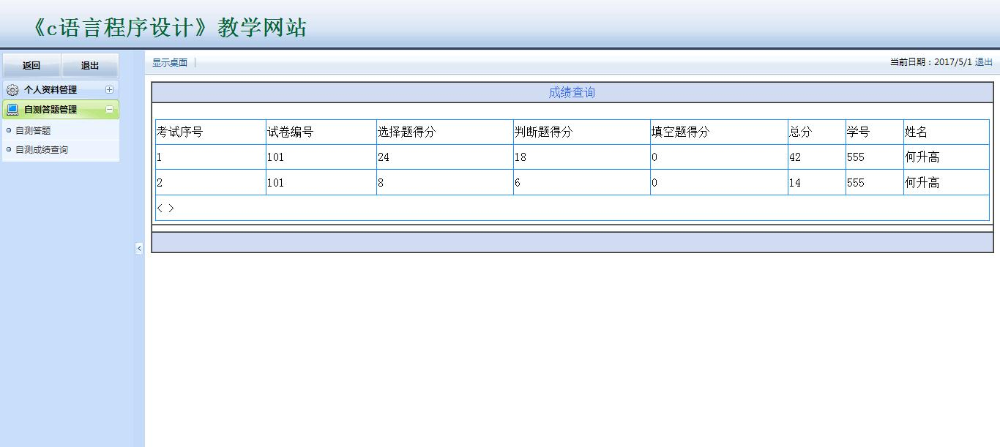 《c语言程序设计》教学网站
返回 退出
显示桌面
当前日期：2017/5/1 退出
个人资料管理
自测答题管理
自测答题
自测成绩查询
成绩查询
考试序号 试卷编号 选择题得分 判断题得分 填空题得分 总分 学号 姓名
1 101 24 18 0 42 555 何升高
2 101 8 6 0 14 555 何升高
< >